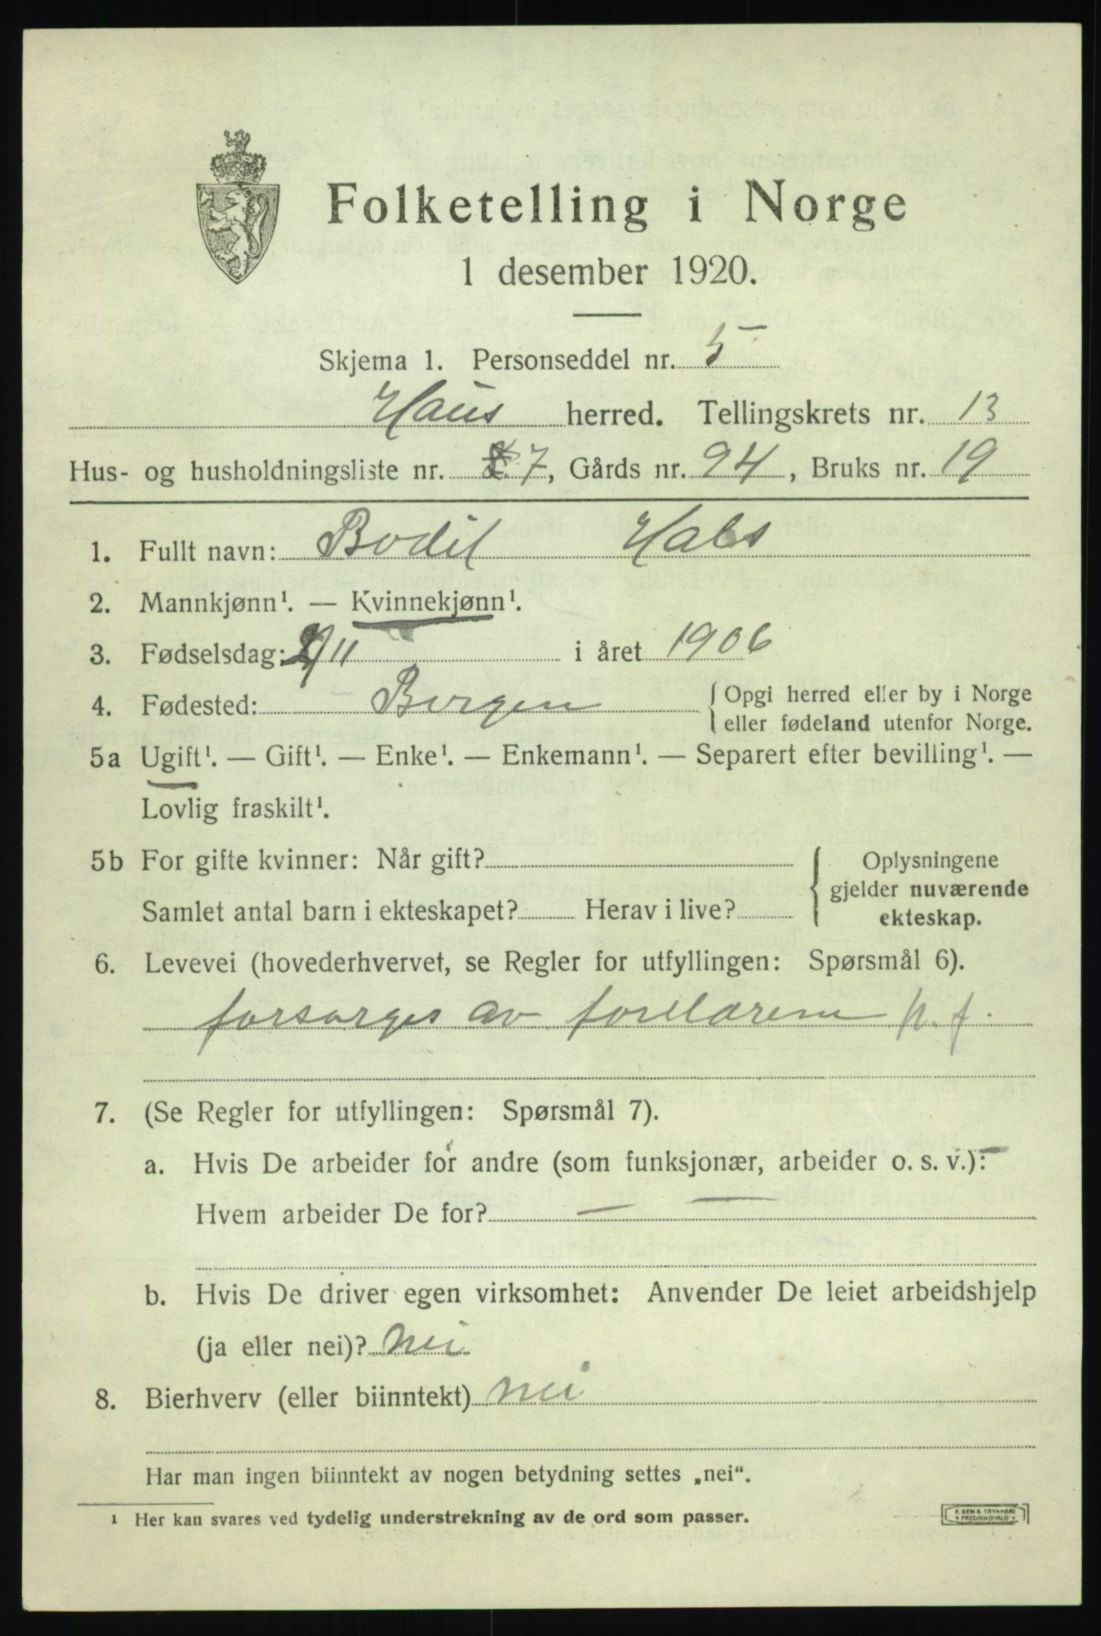 Folketelling i Norge
1 desember 1920.
Skjema 1. Personseddel nr. 5
Haus herred. Tellingskrets nr. 13
Hus- og husholdningsliste nr. 7, Gårds nr. 94, Bruks nr. 19
1. Fullt navn: Bodil Hals
2. Mannkjønn¹. — Kvinnekjønn¹.
3. Fødselsdag: /11 i året 1906
4. Fødested: Bergen { Opgi herred eller by i Norge
eller fødeland utenfor Norge.
5a Ugift¹. — Gift¹. — Enke¹. — Enkemann¹. — Separert efter bevilling¹. —
Lovlig fraskilt¹.
5b For gifte kvinner: Når gift? { Oplysningene
gjelder nuværende
Samlet antal barn i ekteskapet? Herav i live? ekteskap.
6. Levevei (hovederhvervet, se Regler for utfyllingen: Spørsmål 6).
forsørges av forældrene h. f.
7. (Se Regler for utfyllingen: Spørsmål 7).
a. Hvis De arbeider for andre (som funksjonær, arbeider o. s. v.):
Hvem arbeider De for? — —
b. Hvis De driver egen virksomhet: Anvender De leiet arbeidshjelp
(ja eller nei)? nei
8. Bierhverv (eller biinntekt) nei
Har man ingen biinntekt av nogen betydning settes „nei“.
¹ Her kan svares ved tydelig understrekning av de ord som passer.